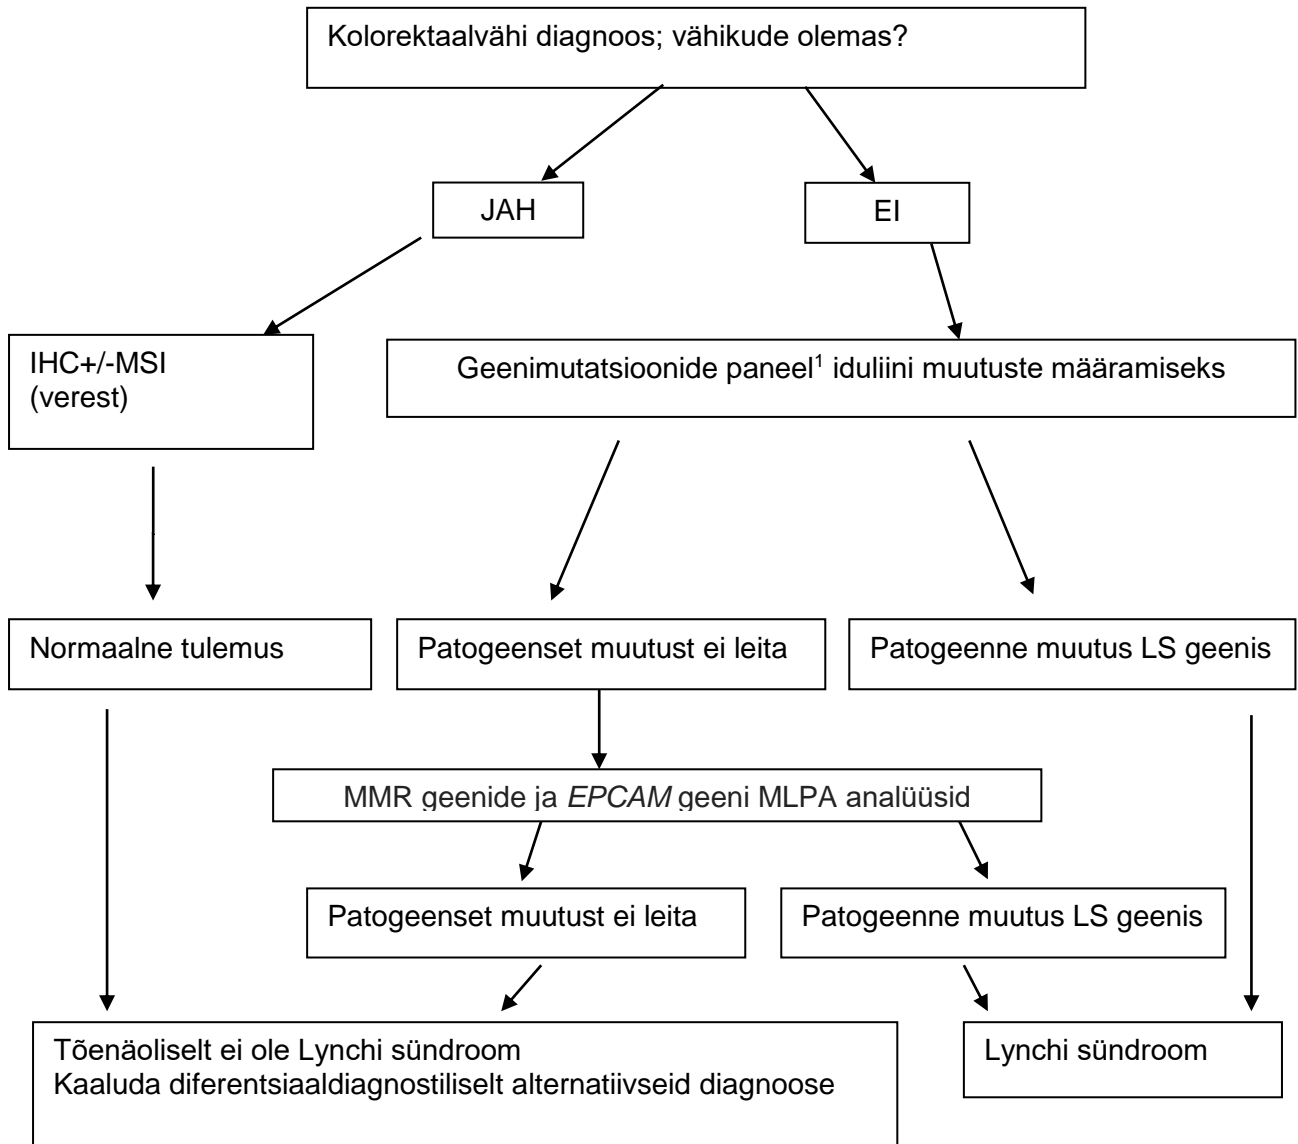 Kolorektaalvähi diagnoos; vähikude olemas?
JAH
EI
IHC+/-MSI
(verest)
Geenimutatsioonide paneel¹ iduliini muutuste määramiseks
Normaalne tulemus
Patogeenset muutust ei leita
Patogeenne muutus LS geenis
MMR geenide ja EPCAM geeni MLPA analüüsid
Patogeenset muutust ei leita
Patogeenne muutus LS geenis
Tõenäoliselt ei ole Lynchi sündroom
Kaaluda diferentsiaaldiagnostiliselt alternatiivseid diagnoose
Lynchi sündroom